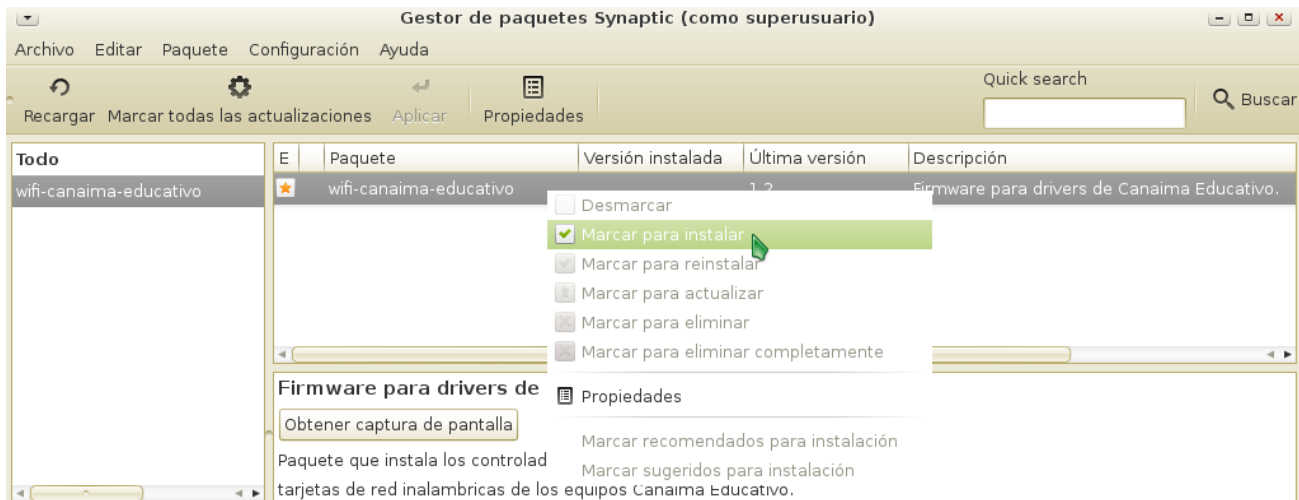 Gestor de paquetes Synaptic (como superusuario)
Archivo Editar Paquete Configuración Ayuda
Quick search
Recargar Marcar todas las actualizaciones Aplicar Propiedades Buscar
Todo
wifi-canaima-educativo
E Paquete Versión instalada Última versión Descripción
wifi-canaima-educativo 1.2 Firmware para drivers de Canaima Educativo.
Desmarcar
Marcar para instalar
Marcar para reinstalar
Marcar para actualizar
Marcar para eliminar
Marcar para eliminar completamente
Propiedades
Marcar recomendados para instalación
Marcar sugeridos para instalación
Firmware para drivers de
Obtener captura de pantalla
Paquete que instala los controlad
tarjetas de red inalambricas de los equipos Canaima Educativo.